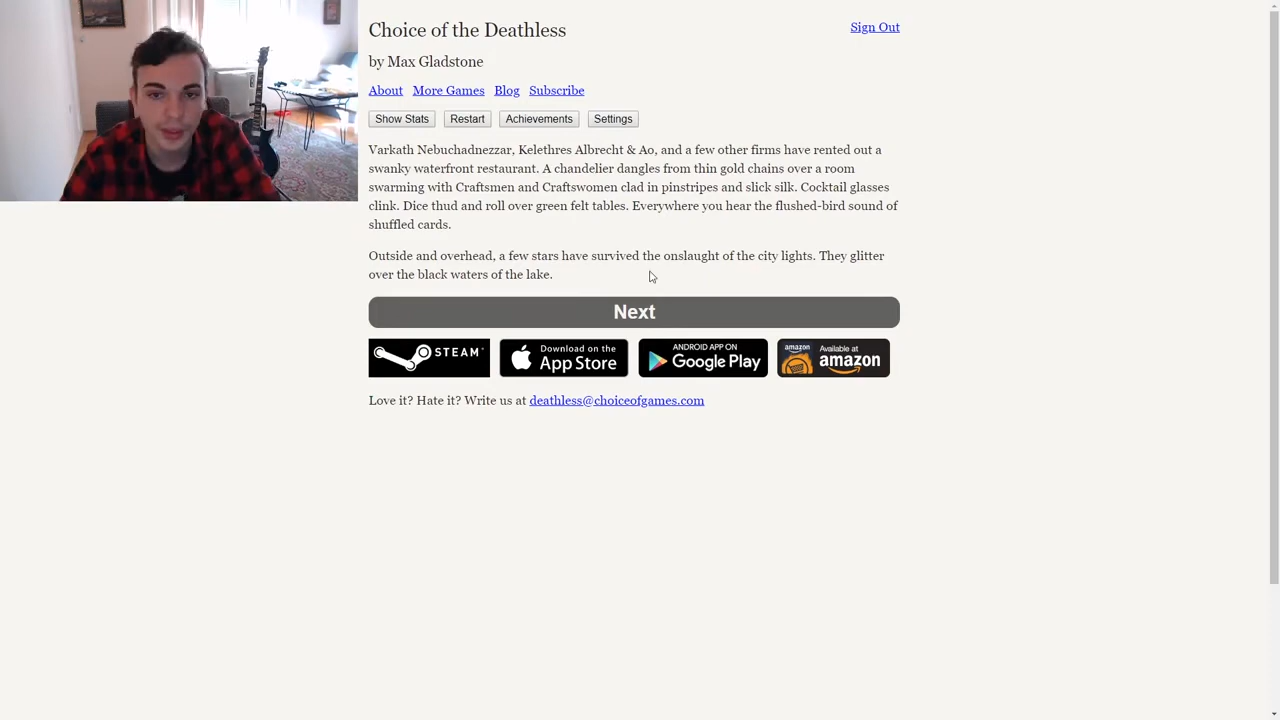 Choice of the Deathless
Sign Out
by Max Gladstone
About More Games Blog Subscribe
Show Stats Restart Achievements Settings
Varkath Nebuchadnezzar, Kelethres Albrecht & Ao, and a few other firms have rented out a
swanky waterfront restaurant. A chandelier dangles from thin gold chains over a room
swarming with Craftsmen and Craftswomen clad in pinstripes and slick silk. Cocktail glasses
clink. Dice thud and roll over green felt tables. Everywhere you hear the flushed-bird sound of
shuffled cards.
Outside and overhead, a few stars have survived the onslaught of the city lights. They glitter
over the black waters of the lake.
Next
STEAM
Download on the
App Store
ANDROID APP ON
Google Play
amazon
Available at
amazon
Love it? Hate it? Write us at deathless@choiceofgames.com